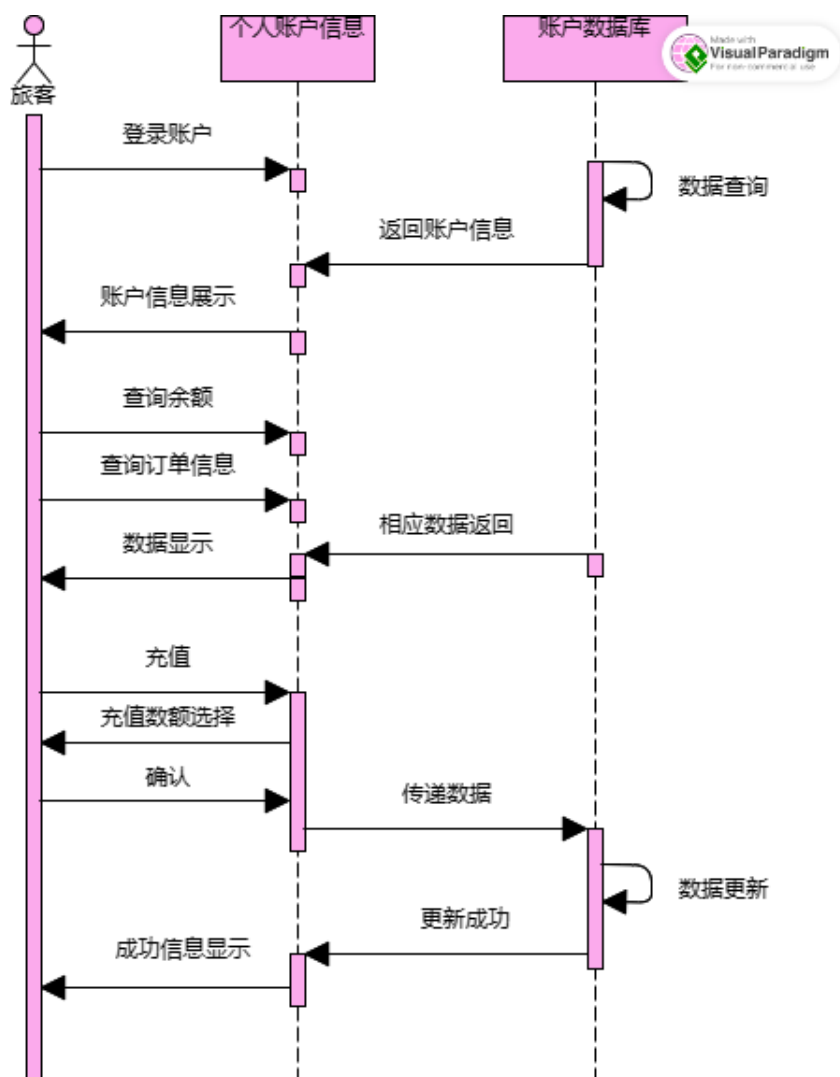 个人账户信息
账户数据库
Made with
VisualParadigm
For non-commercial use
旅客
登录账户
数据查询
返回账户信息
账户信息展示
查询余额
查询订单信息
相应数据返回
数据显示
充值
充值数额选择
确认
传递数据
数据更新
更新成功
成功信息显示